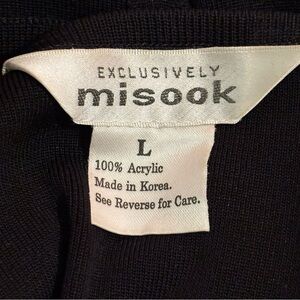 EXCLUSIVELY
misook
L
100% Acrylic
Made in Korea.
See Reverse for Care.